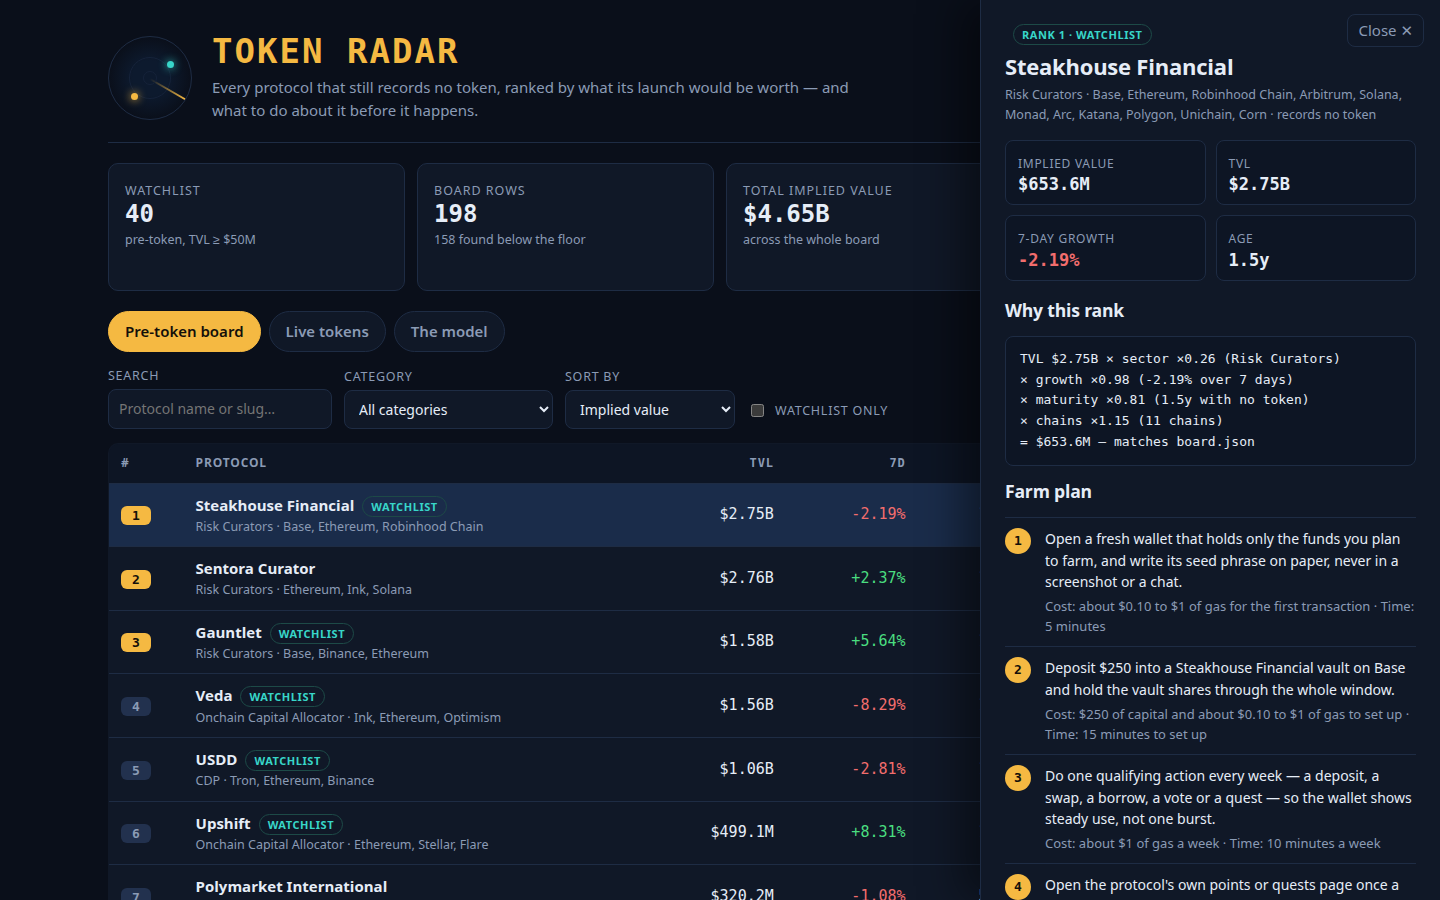 TOKEN RADAR
Every protocol that still records no token, ranked by what its launch would be worth — and
what to do about it before it happens.
WATCHLIST
40
pre-token, TVL ≥ $50M
BOARD ROWS
198
158 found below the floor
TOTAL IMPLIED VALUE
$4.65B
across the whole board
Pre-token board
Live tokens
The model
SEARCH
Protocol name or slug...
CATEGORY
All categories
SORT BY
Implied value
WATCHLIST ONLY
# PROTOCOL TVL 7D
1 Steakhouse Financial WATCHLIST $2.75B -2.19%
Risk Curators · Base, Ethereum, Robinhood Chain
2 Sentora Curator $2.76B +2.37%
Risk Curators · Ethereum, Ink, Solana
3 Gauntlet WATCHLIST $1.58B +5.64%
Risk Curators · Base, Binance, Ethereum
4 Veda WATCHLIST $1.56B -8.29%
Onchain Capital Allocator · Ink, Ethereum, Optimism
5 USDD WATCHLIST $1.06B -2.81%
CDP · Tron, Ethereum, Binance
6 Upshift WATCHLIST $499.1M +8.31%
Onchain Capital Allocator · Ethereum, Stellar, Flare
7 Polymarket International $320.2M -1.08%
RANK 1 · WATCHLIST
Close ✕
Steakhouse Financial
Risk Curators · Base, Ethereum, Robinhood Chain, Arbitrum, Solana,
Monad, Arc, Katana, Polygon, Unichain, Corn · records no token
IMPLIED VALUE
$653.6M
TVL
$2.75B
7-DAY GROWTH
-2.19%
AGE
1.5y
Why this rank
TVL $2.75B × sector ×0.26 (Risk Curators)
× growth ×0.98 (-2.19% over 7 days)
× maturity ×0.81 (1.5y with no token)
× chains ×1.15 (11 chains)
= $653.6M — matches board.json
Farm plan
1 Open a fresh wallet that holds only the funds you plan
to farm, and write its seed phrase on paper, never in a
screenshot or a chat.
Cost: about $0.10 to $1 of gas for the first transaction · Time:
5 minutes
2 Deposit $250 into a Steakhouse Financial vault on Base
and hold the vault shares through the whole window.
Cost: $250 of capital and about $0.10 to $1 of gas to set up ·
Time: 15 minutes to set up
3 Do one qualifying action every week — a deposit, a
swap, a borrow, a vote or a quest — so the wallet shows
steady use, not one burst.
Cost: about $1 of gas a week · Time: 10 minutes a week
4 Open the protocol's own points or quests page once a